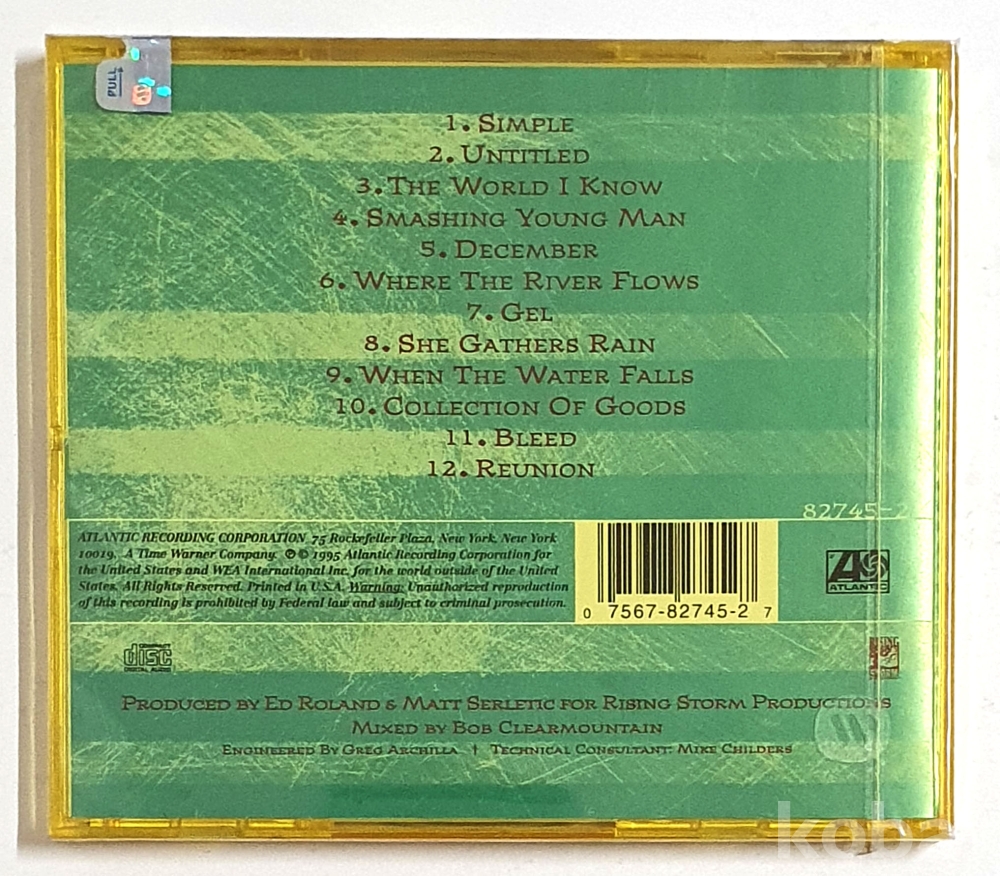 PULL
1. SIMPLE
2. UNTITLED
3. THE WORLD I KNOW
4. SMASHING YOUNG MAN
5. DECEMBER
6. WHERE THE RIVER FLOWS
7. GEL
8. SHE GATHERS RAIN
9. WHEN THE WATER FALLS
10. COLLECTION OF GOODS
11. BLEED
12. REUNION
82745-2
ATLANTIC RECORDING CORPORATION 75 Rockefeller Plaza, New York, New York
10019. A Time Warner Company. ℗ © 1995 Atlantic Recording Corporation for
the United States and WEA International Inc. for the world outside of the United
States. All Rights Reserved. Printed in U.S.A. Warning: Unauthorized reproduction
of this recording is prohibited by Federal law and subject to criminal prosecution.
0 7567-82745-2 7
ATLANTIC
COMPACT
disc
DIGITAL AUDIO
RISING
STORM
PRODUCED BY ED ROLAND & MATT SERLETIC FOR RISING STORM PRODUCTIONS
MIXED BY BOB CLEARMOUNTAIN
ENGINEERED BY GREG ARCHILLA † TECHNICAL CONSULTANT: MIKE CHILDERS